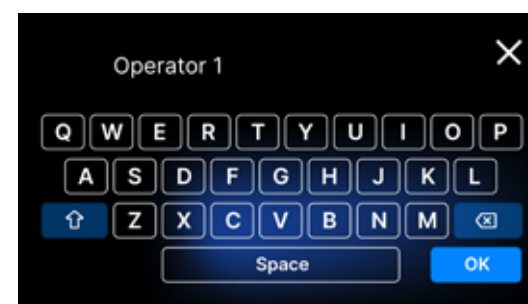 Operator 1
Q W E R T Y U I O P
A S D F G H J K L
Z X C V B N M
Space OK